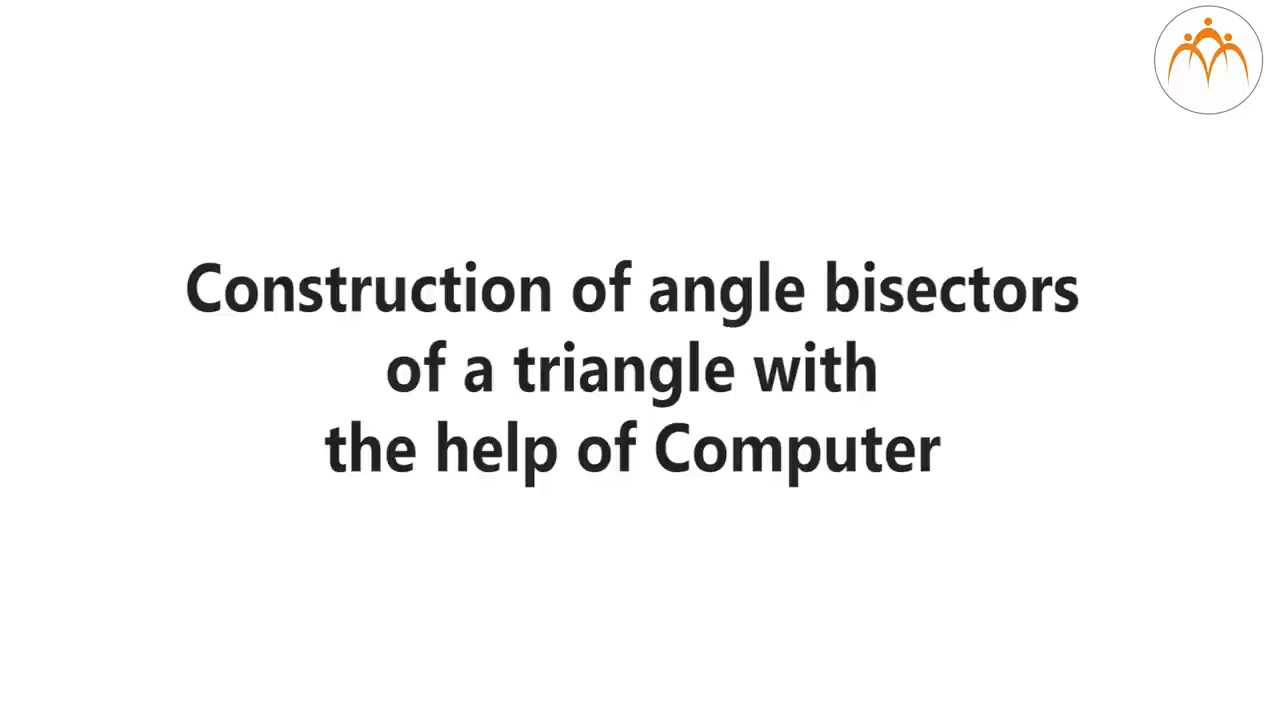 Construction of angle bisectors
of a triangle with
the help of Computer